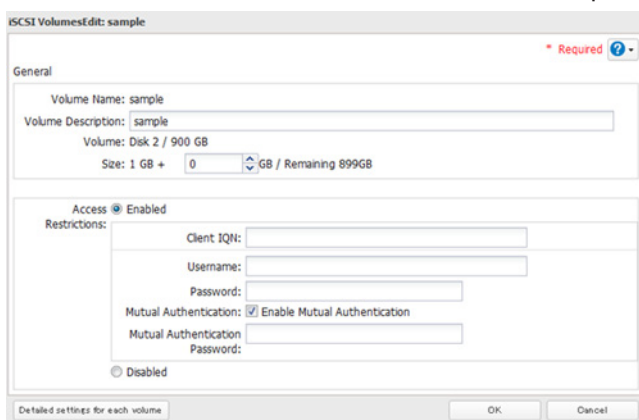 iSCSI VolumesEdit: sample
* Required ?
General
Volume Name: sample
Volume Description: sample
Volume: Disk 2 / 900 GB
Size: 1 GB + 0 GB / Remaining 899GB
Access Restrictions: Enabled
Client IQN:
Username:
Password:
Mutual Authentication: Enable Mutual Authentication
Mutual Authentication Password:
Disabled
Detailed settings for each volume OK Cancel